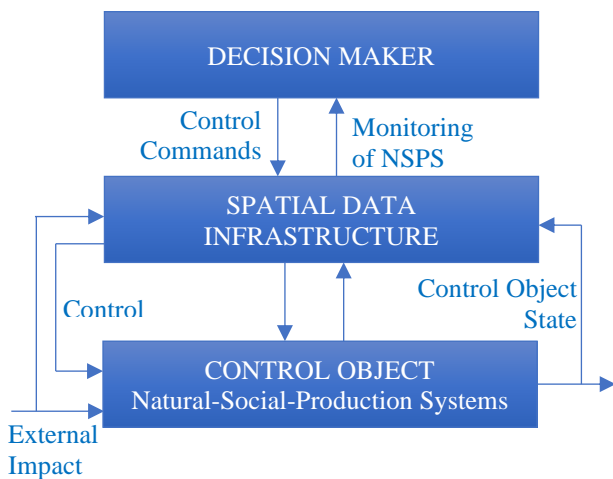 DECISION MAKER
Control
Commands
Monitoring
of NSPS
SPATIAL DATA
INFRASTRUCTURE
Control
Control Object
State
CONTROL OBJECT
Natural-Social-Production Systems
External
Impact